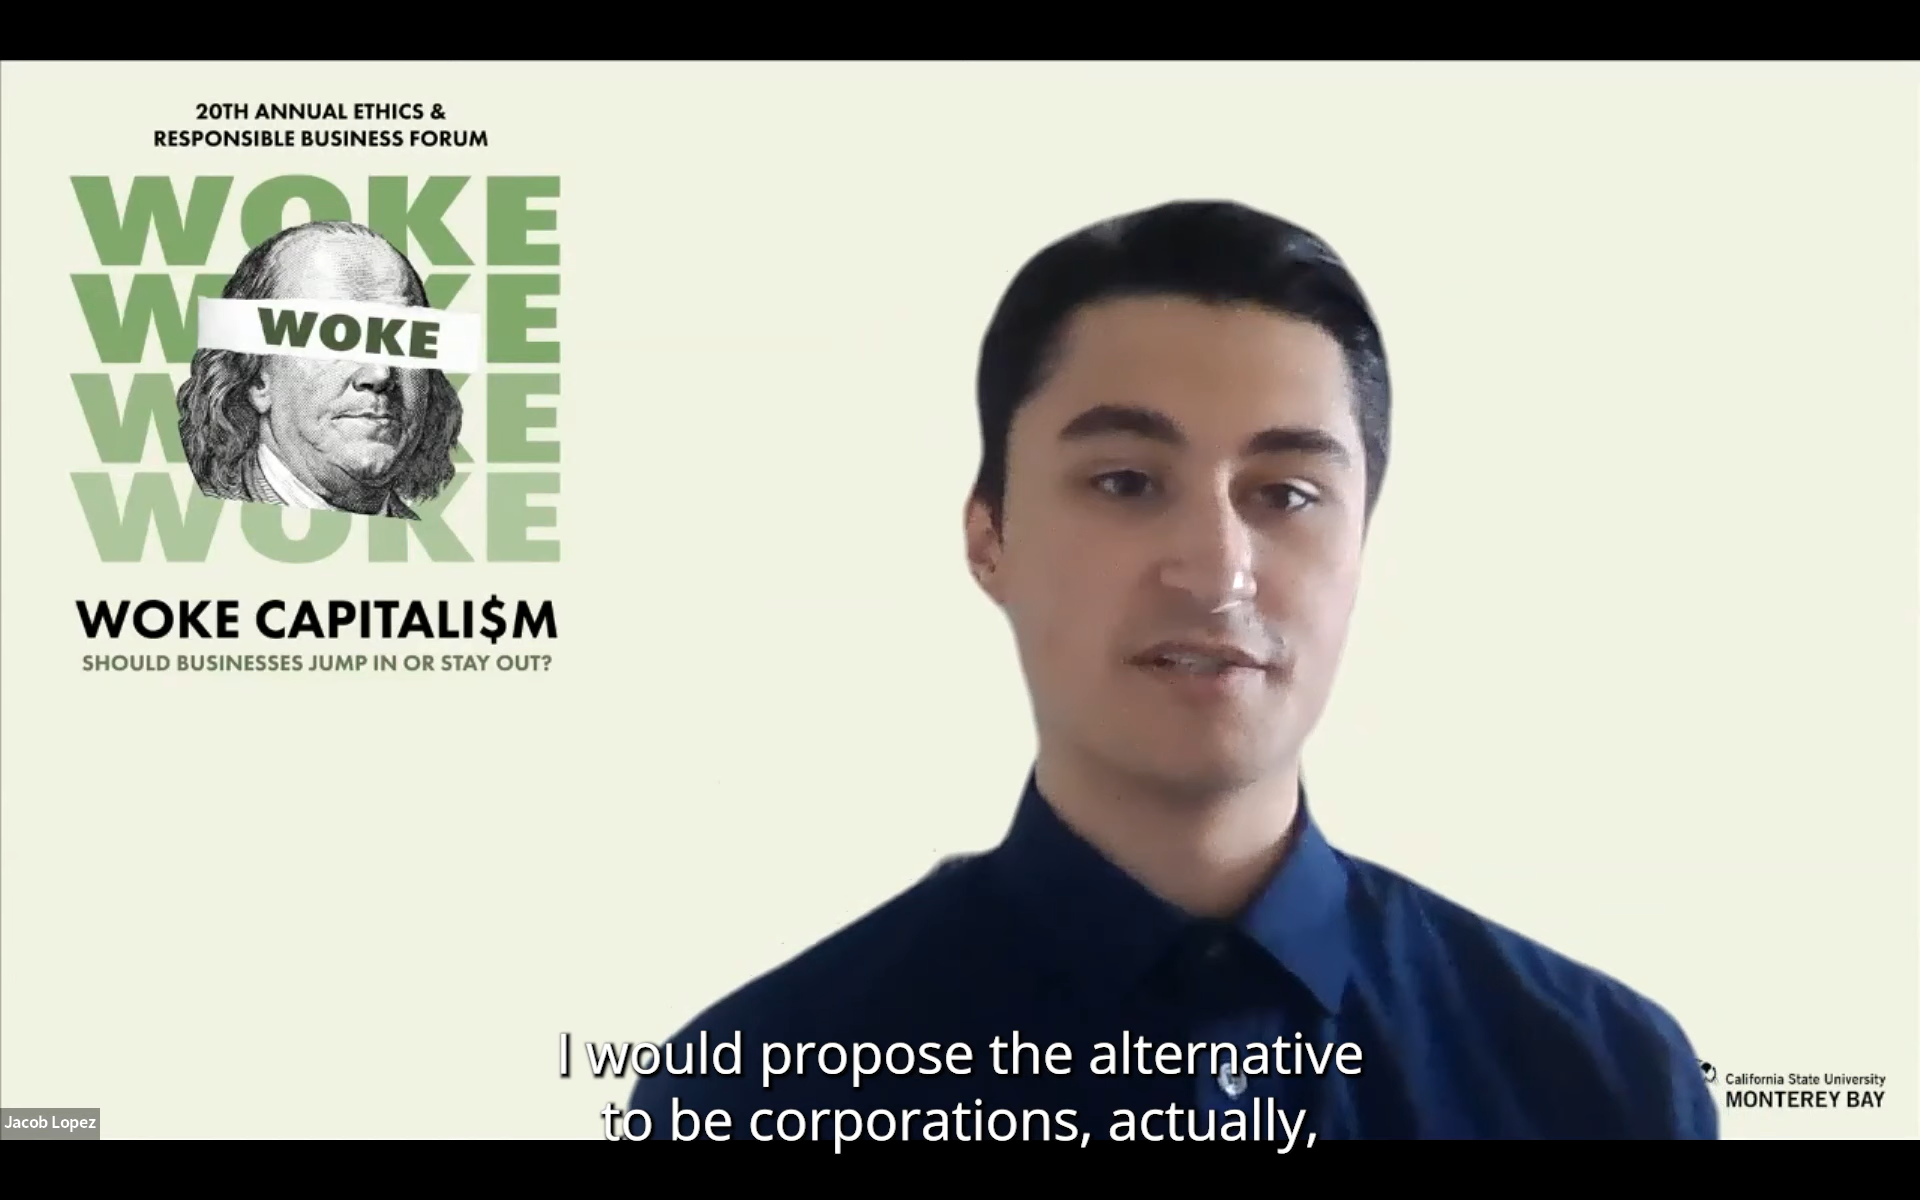 20TH ANNUAL ETHICS &
RESPONSIBLE BUSINESS FORUM
WOKE
WOKE
WOKE
WOKE
WOKE
WOKE CAPITALI$M
SHOULD BUSINESSES JUMP IN OR STAY OUT?
I would propose the alternative
to be corporations, actually,
California State University
MONTEREY BAY
Jacob Lopez